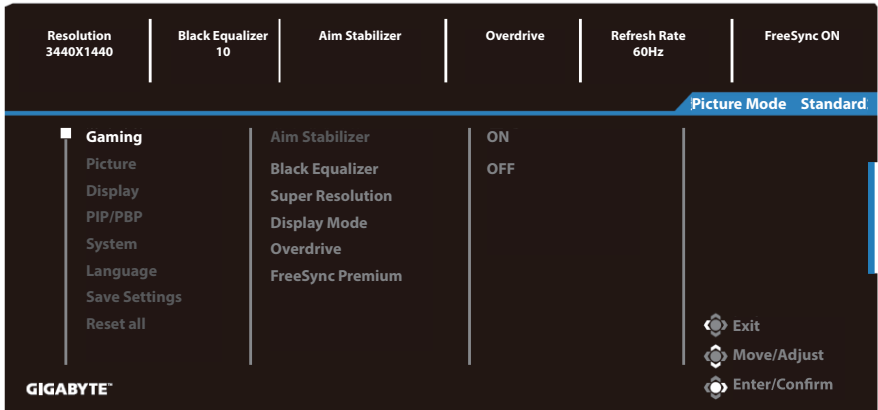 Resolution
3440X1440
Black Equalizer
10
Aim Stabilizer
Overdrive
Refresh Rate
60Hz
FreeSync ON
Picture Mode Standard
Gaming
Picture
Display
PIP/PBP
System
Language
Save Settings
Reset all
Aim Stabilizer
Black Equalizer
Super Resolution
Display Mode
Overdrive
FreeSync Premium
ON
OFF
Exit
Move/Adjust
Enter/Confirm
GIGABYTE™